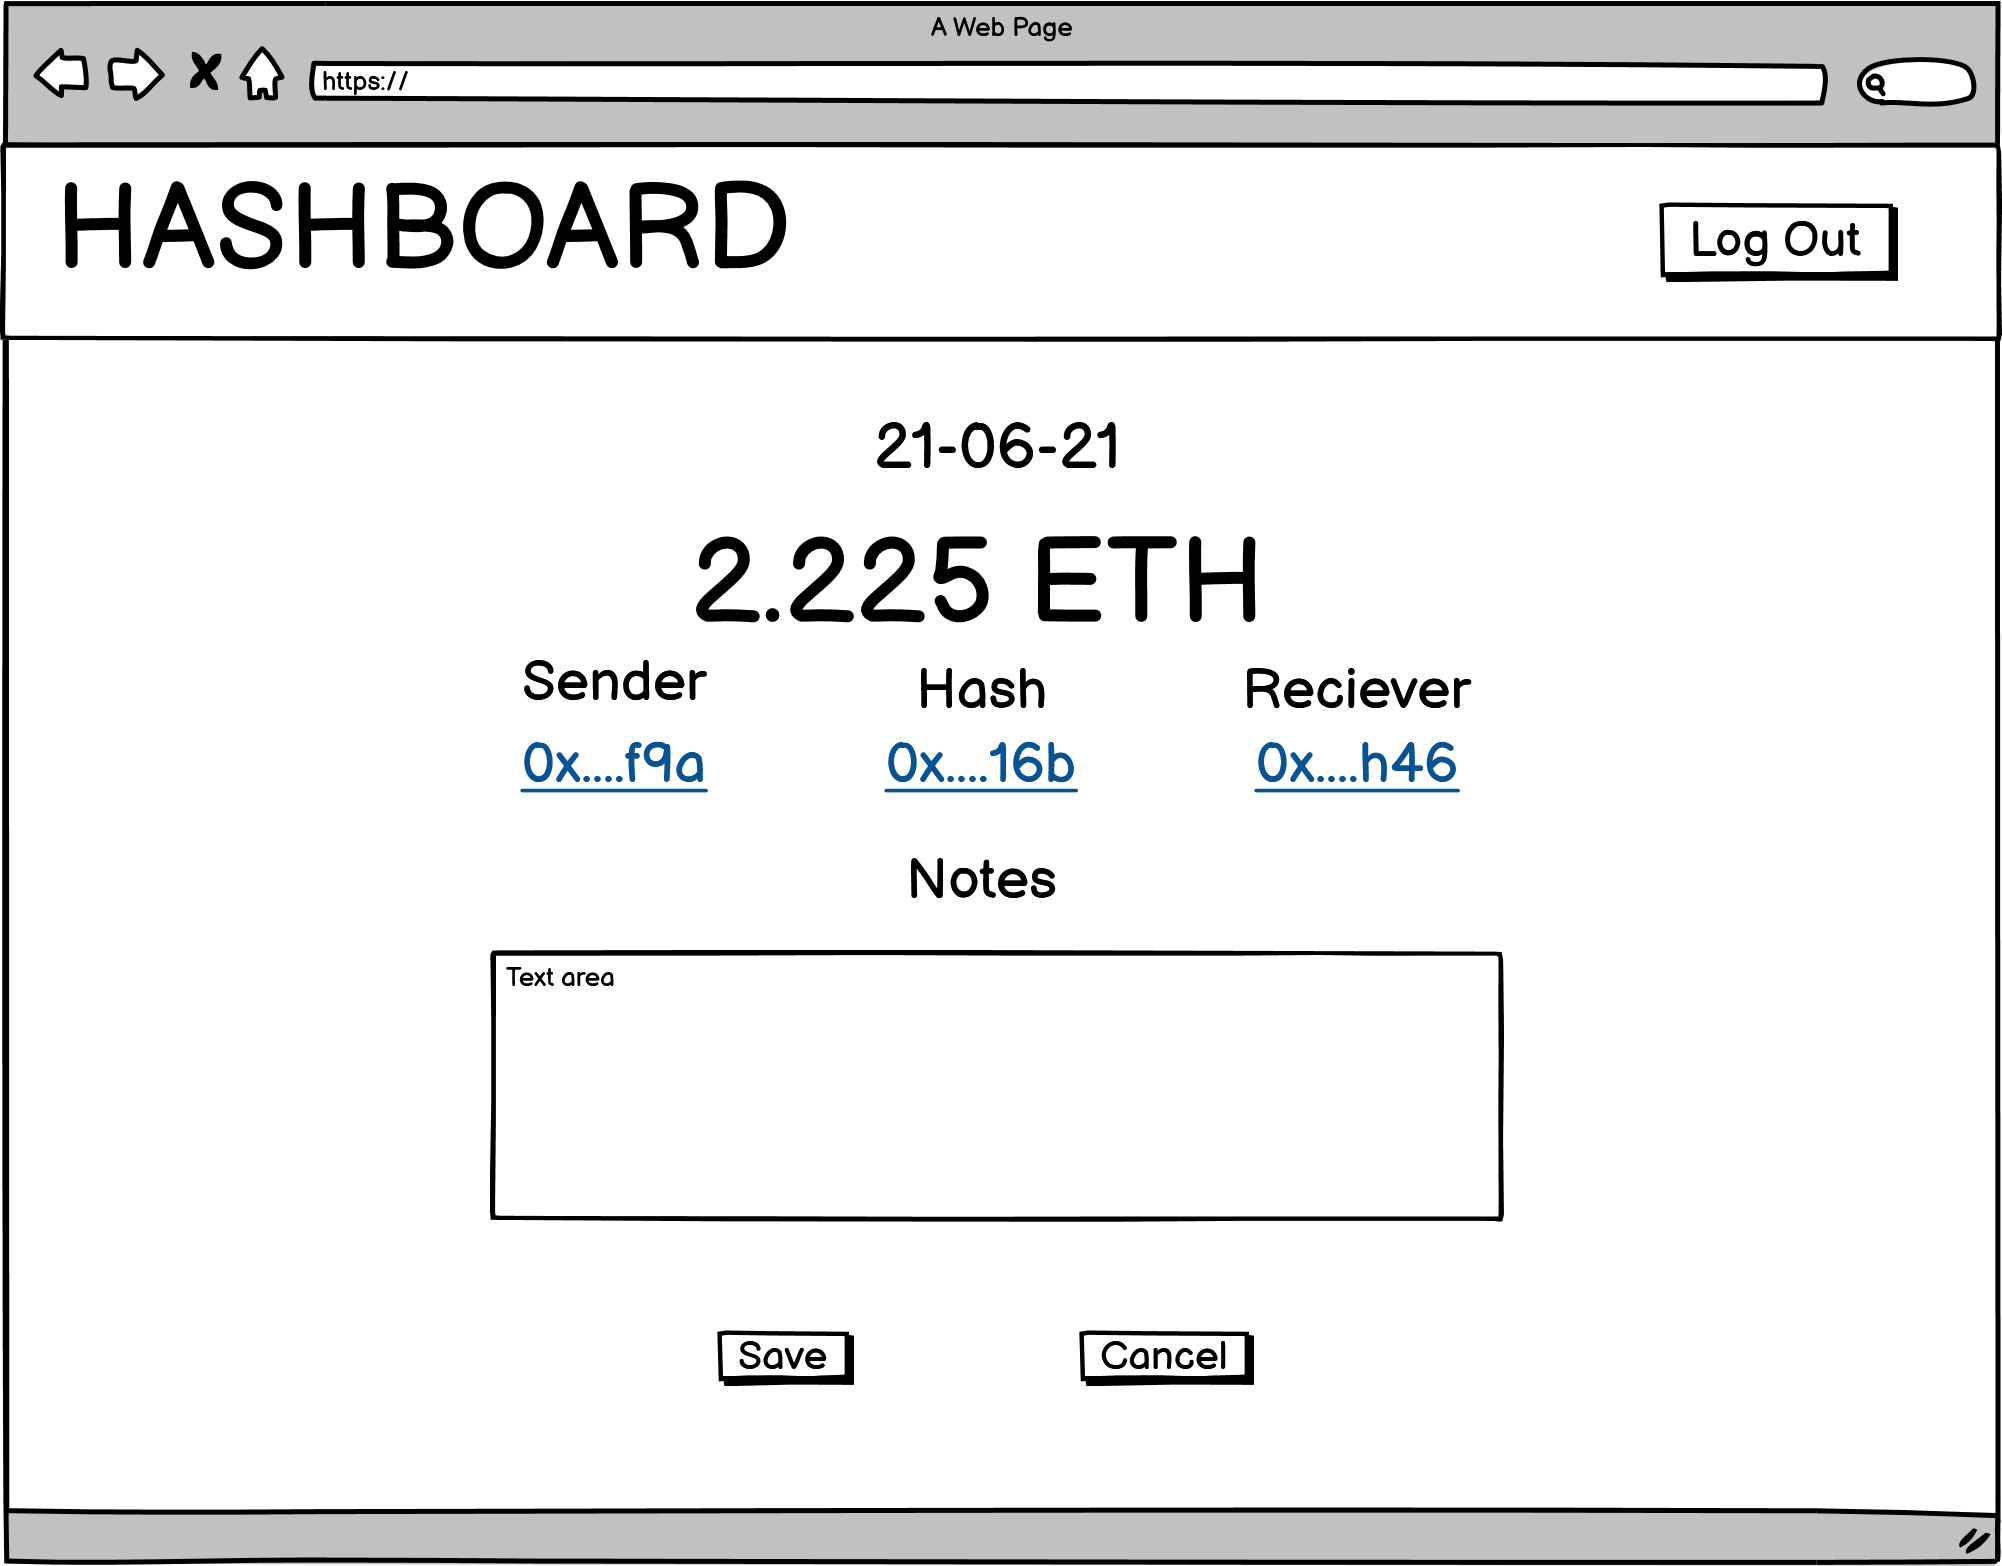 A Web Page
https://
HASHBOARD
Log Out
21-06-21
2.225 ETH
Sender Hash Reciever
0x....f9a 0x....16b 0x....h46
Notes
Text area
Save Cancel